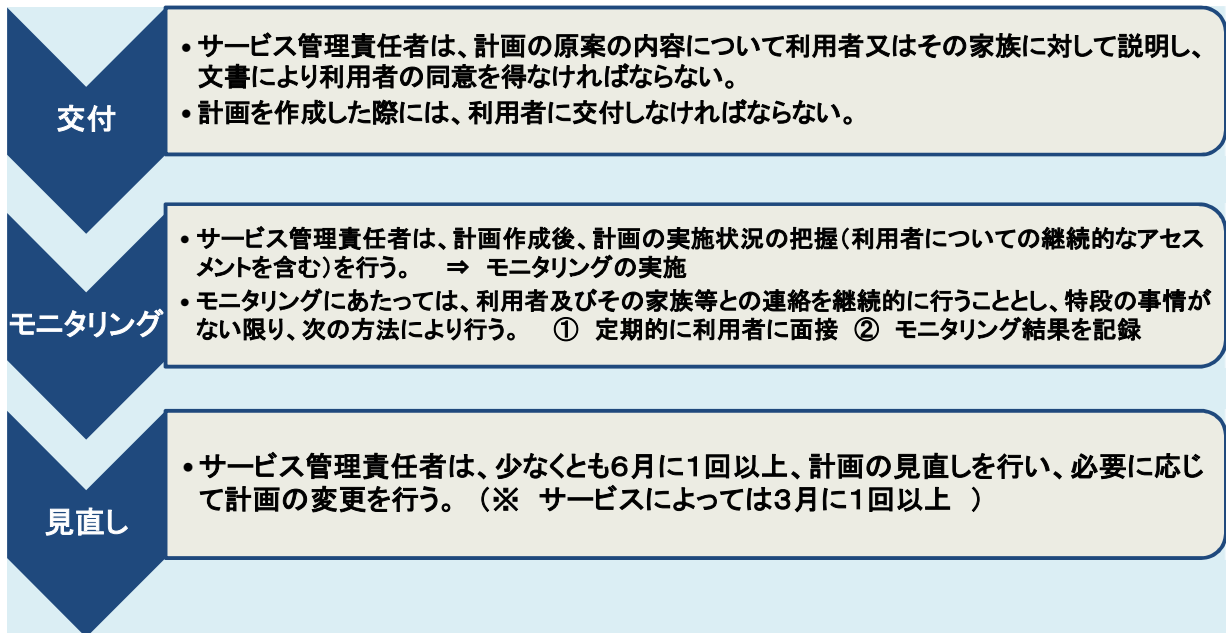 交付
• サービス管理責任者は、計画の原案の内容について利用者又はその家族に対して説明し、
文書により利用者の同意を得なければならない。
• 計画を作成した際には、利用者に交付しなければならない。
モニタリング
• サービス管理責任者は、計画作成後、計画の実施状況の把握(利用者についての継続的なアセス
メントを含む)を行う。 ⇒ モニタリングの実施
• モニタリングにあたっては、利用者及びその家族等との連絡を継続的に行うこととし、特段の事情が
ない限り、次の方法により行う。 ① 定期的に利用者に面接 ② モニタリング結果を記録
見直し
• サービス管理責任者は、少なくとも6月に1回以上、計画の見直しを行い、必要に応じ
て計画の変更を行う。 (※ サービスによっては3月に1回以上 )